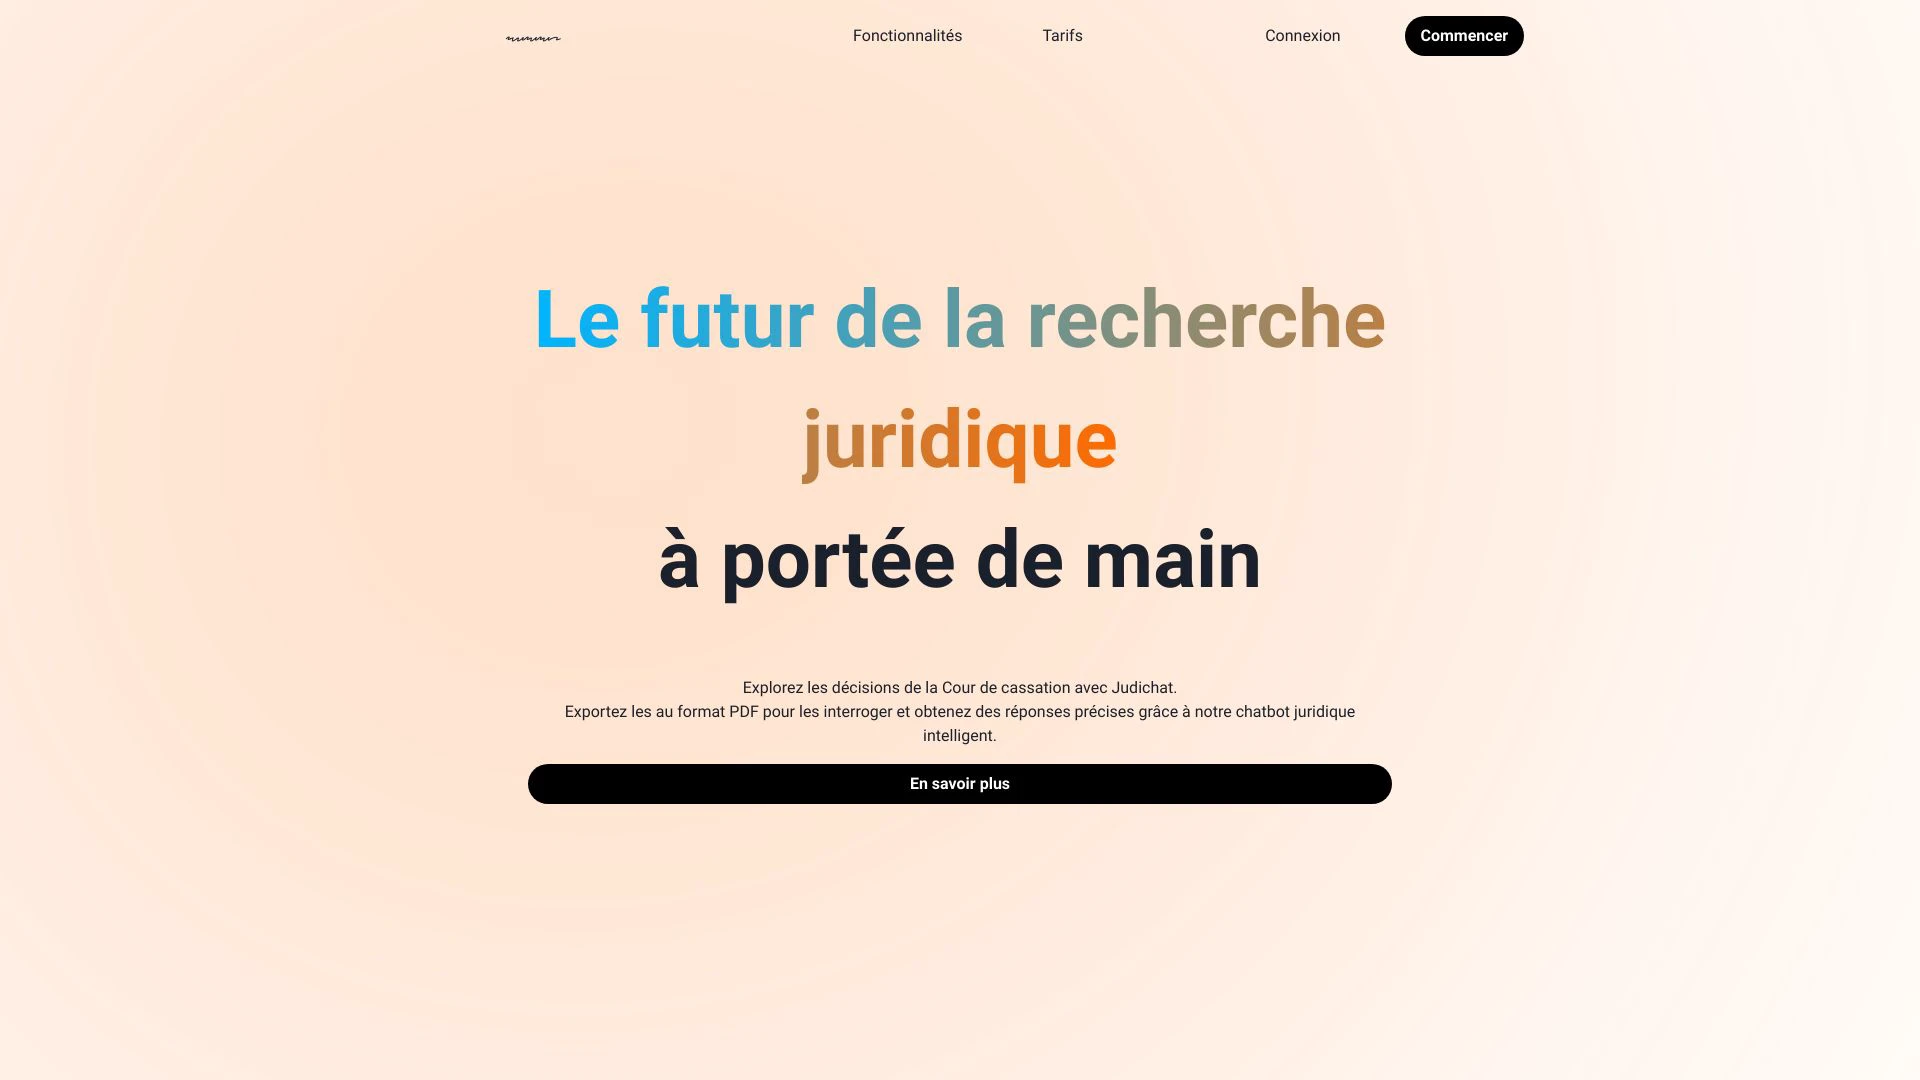 Fonctionnalités
Tarifs
Connexion
Commencer
Le futur de la recherche
juridique
à portée de main
Explorez les décisions de la Cour de cassation avec Judichat.
Exportez les au format PDF pour les interroger et obtenez des réponses précises grâce à notre chatbot juridique
intelligent.
En savoir plus